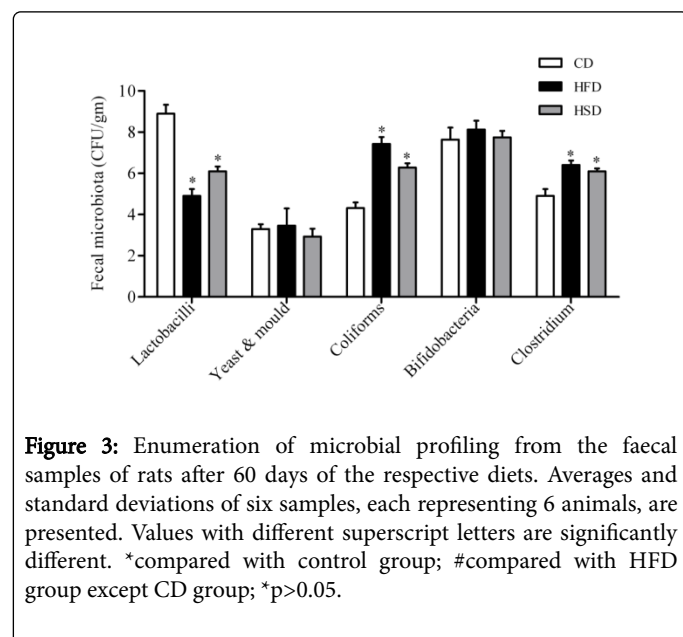 CD
HFD
HSD
Fecal microbiota (CFU/gm)
10
8
6
4
2
0
*
*
*
*
*
*
Lactobacilli
Yeast & mould
Coliforms
Bifidobacteria
Clostridium
Figure 3: Enumeration of microbial profiling from the faecal
samples of rats after 60 days of the respective diets. Averages and
standard deviations of six samples, each representing 6 animals, are
presented. Values with different superscript letters are significantly
different. *compared with control group; #compared with HFD
group except CD group; *p>0.05.